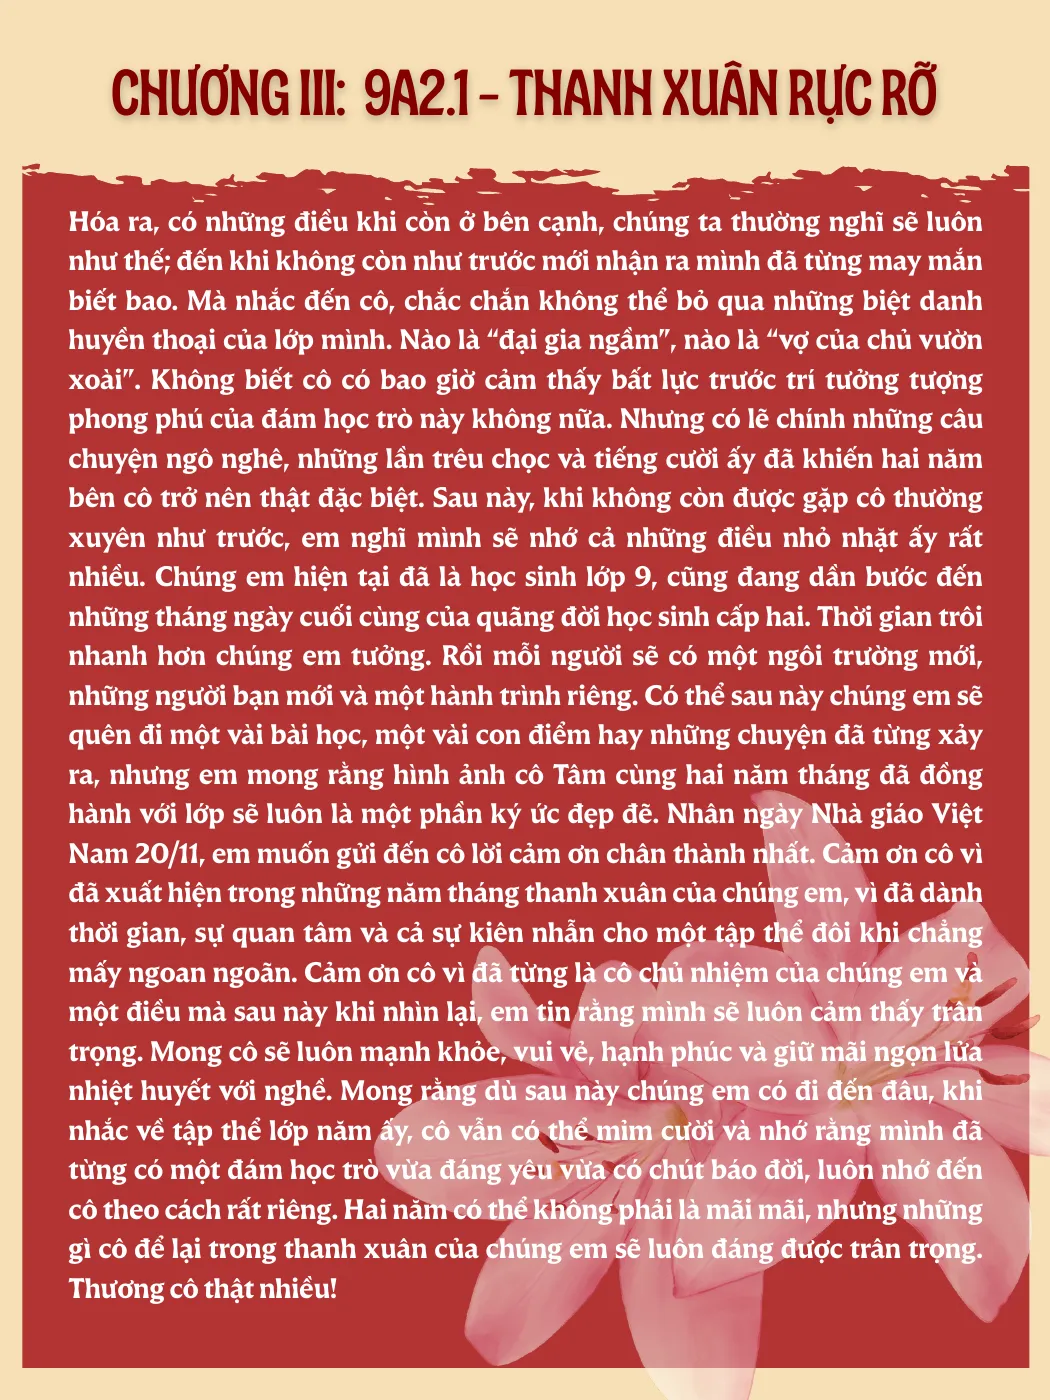 CHƯƠNG III: 9A2.1 – THANH XUÂN RỰC RỠ
Hóa ra, có những điều khi còn ở bên cạnh, chúng ta thường nghĩ sẽ luôn
như thế; đến khi không còn như trước mới nhận ra mình đã từng may mắn
biết bao. Mà nhắc đến cô, chắc chắn không thể bỏ qua những biệt danh
huyền thoại của lớp mình. Nào là “đại gia ngầm”, nào là “vợ của chủ vườn
xoài”. Không biết cô có bao giờ cảm thấy bất lực trước trí tưởng tượng
phong phú của đám học trò này không nữa. Nhưng có lẽ chính những câu
chuyện ngô nghê, những lần trêu chọc và tiếng cười ấy đã khiến hai năm
bên cô trở nên thật đặc biệt. Sau này, khi không còn được gặp cô thường
xuyên như trước, em nghĩ mình sẽ nhớ cả những điều nhỏ nhặt ấy rất
nhiều. Chúng em hiện tại đã là học sinh lớp 9, cũng đang dần bước đến
những tháng ngày cuối cùng của quãng đời học sinh cấp hai. Thời gian trôi
nhanh hơn chúng em tưởng. Rồi mỗi người sẽ có một ngôi trường mới,
những người bạn mới và một hành trình riêng. Có thể sau này chúng em sẽ
quên đi một vài bài học, một vài con điểm hay những chuyện đã từng xảy
ra, nhưng em mong rằng hình ảnh cô Tâm cùng hai năm tháng đã đồng
hành với lớp sẽ luôn là một phần ký ức đẹp đẽ. Nhân ngày Nhà giáo Việt
Nam 20/11, em muốn gửi đến cô lời cảm ơn chân thành nhất. Cảm ơn cô vì
đã xuất hiện trong những năm tháng thanh xuân của chúng em, vì đã dành
thời gian, sự quan tâm và cả sự kiên nhẫn cho một tập thể đôi khi chẳng
mấy ngoan ngoãn. Cảm ơn cô vì đã từng là cô chủ nhiệm của chúng em và
một điều mà sau này khi nhìn lại, em tin rằng mình sẽ luôn cảm thấy trân
trọng. Mong cô sẽ luôn mạnh khỏe, vui vẻ, hạnh phúc và giữ mãi ngọn lửa
nhiệt huyết với nghề. Mong rằng dù sau này chúng em có đi đến đâu, khi
nhắc về tập thể lớp năm ấy, cô vẫn có thể mỉm cười và nhớ rằng mình đã
từng có một đám học trò vừa đáng yêu vừa có chút báo đời, luôn nhớ đến
cô theo cách rất riêng. Hai năm có thể không phải là mãi mãi, nhưng những
gì cô để lại trong thanh xuân của chúng em sẽ luôn đáng được trân trọng.
Thương cô thật nhiều!